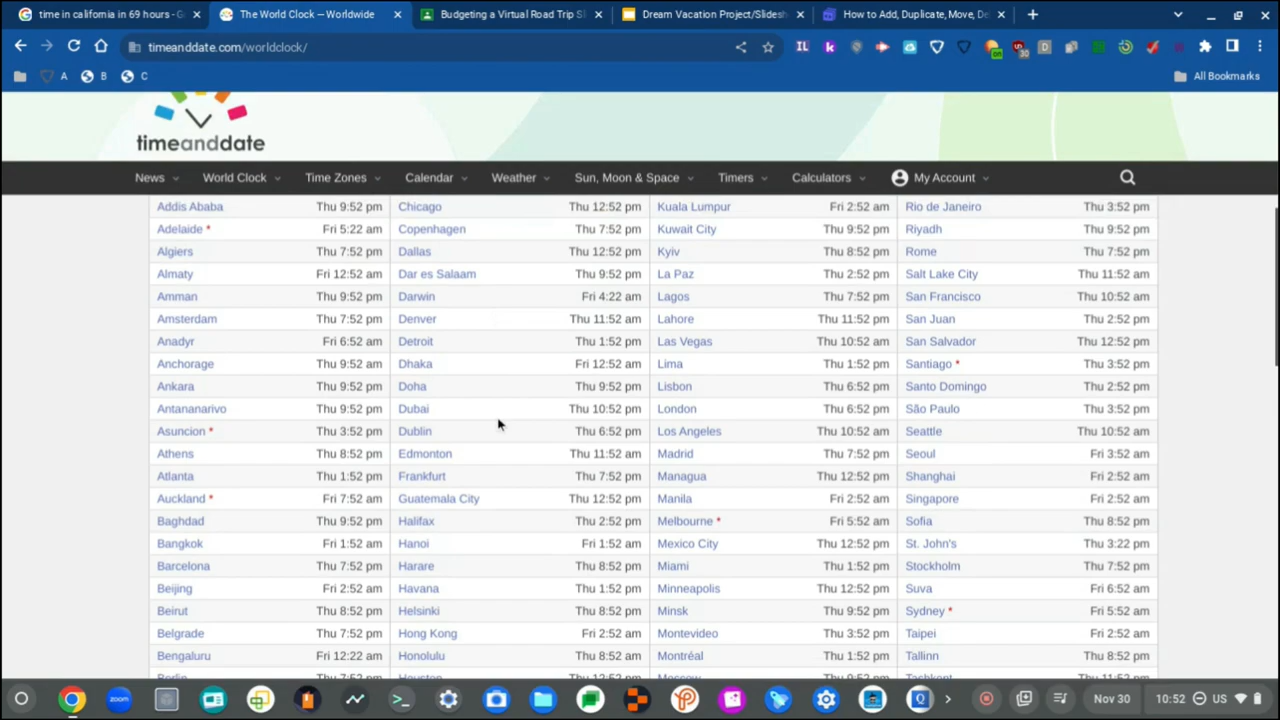 time in california in 69 hours - G
The World Clock — Worldwide
Budgeting a Virtual Road Trip S
Dream Vacation Project/Slidesh
How to Add, Duplicate, Move, De
timeanddate.com/worldclock/
A B C All Bookmarks
timeanddate
News World Clock Time Zones Calendar Weather Sun, Moon & Space Timers Calculators My Account
Addis Ababa Thu 9:52 pm Chicago Thu 12:52 pm Kuala Lumpur Fri 2:52 am Rio de Janeiro Thu 3:52 pm
Adelaide * Fri 5:22 am Copenhagen Thu 7:52 pm Kuwait City Thu 9:52 pm Riyadh Thu 9:52 pm
Algiers Thu 7:52 pm Dallas Thu 12:52 pm Kyiv Thu 8:52 pm Rome Thu 7:52 pm
Almaty Fri 12:52 am Dar es Salaam Thu 9:52 pm La Paz Thu 2:52 pm Salt Lake City Thu 11:52 am
Amman Thu 9:52 pm Darwin Fri 4:22 am Lagos Thu 7:52 pm San Francisco Thu 10:52 am
Amsterdam Thu 7:52 pm Denver Thu 11:52 am Lahore Thu 11:52 pm San Juan Thu 2:52 pm
Anadyr Fri 6:52 am Detroit Thu 1:52 pm Las Vegas Thu 10:52 am San Salvador Thu 12:52 pm
Anchorage Thu 9:52 am Dhaka Fri 12:52 am Lima Thu 1:52 pm Santiago * Thu 3:52 pm
Ankara Thu 9:52 pm Doha Thu 9:52 pm Lisbon Thu 6:52 pm Santo Domingo Thu 2:52 pm
Antananarivo Thu 9:52 pm Dubai Thu 10:52 pm London Thu 6:52 pm São Paulo Thu 3:52 pm
Asuncion * Thu 3:52 pm Dublin Thu 6:52 pm Los Angeles Thu 10:52 am Seattle Thu 10:52 am
Athens Thu 8:52 pm Edmonton Thu 11:52 am Madrid Thu 7:52 pm Seoul Fri 3:52 am
Atlanta Thu 1:52 pm Frankfurt Thu 7:52 pm Managua Thu 12:52 pm Shanghai Fri 2:52 am
Auckland * Fri 7:52 am Guatemala City Thu 12:52 pm Manila Fri 2:52 am Singapore Fri 2:52 am
Baghdad Thu 9:52 pm Halifax Thu 2:52 pm Melbourne * Fri 5:52 am Sofia Thu 8:52 pm
Bangkok Fri 1:52 am Hanoi Fri 1:52 am Mexico City Thu 12:52 pm St. John's Thu 3:22 pm
Barcelona Thu 7:52 pm Harare Thu 8:52 pm Miami Thu 1:52 pm Stockholm Thu 7:52 pm
Beijing Fri 2:52 am Havana Thu 1:52 pm Minneapolis Thu 12:52 pm Suva Fri 6:52 am
Beirut Thu 8:52 pm Helsinki Thu 8:52 pm Minsk Thu 9:52 pm Sydney * Fri 5:52 am
Belgrade Thu 7:52 pm Hong Kong Fri 2:52 am Montevideo Thu 3:52 pm Taipei Fri 2:52 am
Bengaluru Fri 12:22 am Honolulu Thu 8:52 am Montréal Thu 1:52 pm Tallinn Thu 8:52 pm
Nov 30 10:52 US